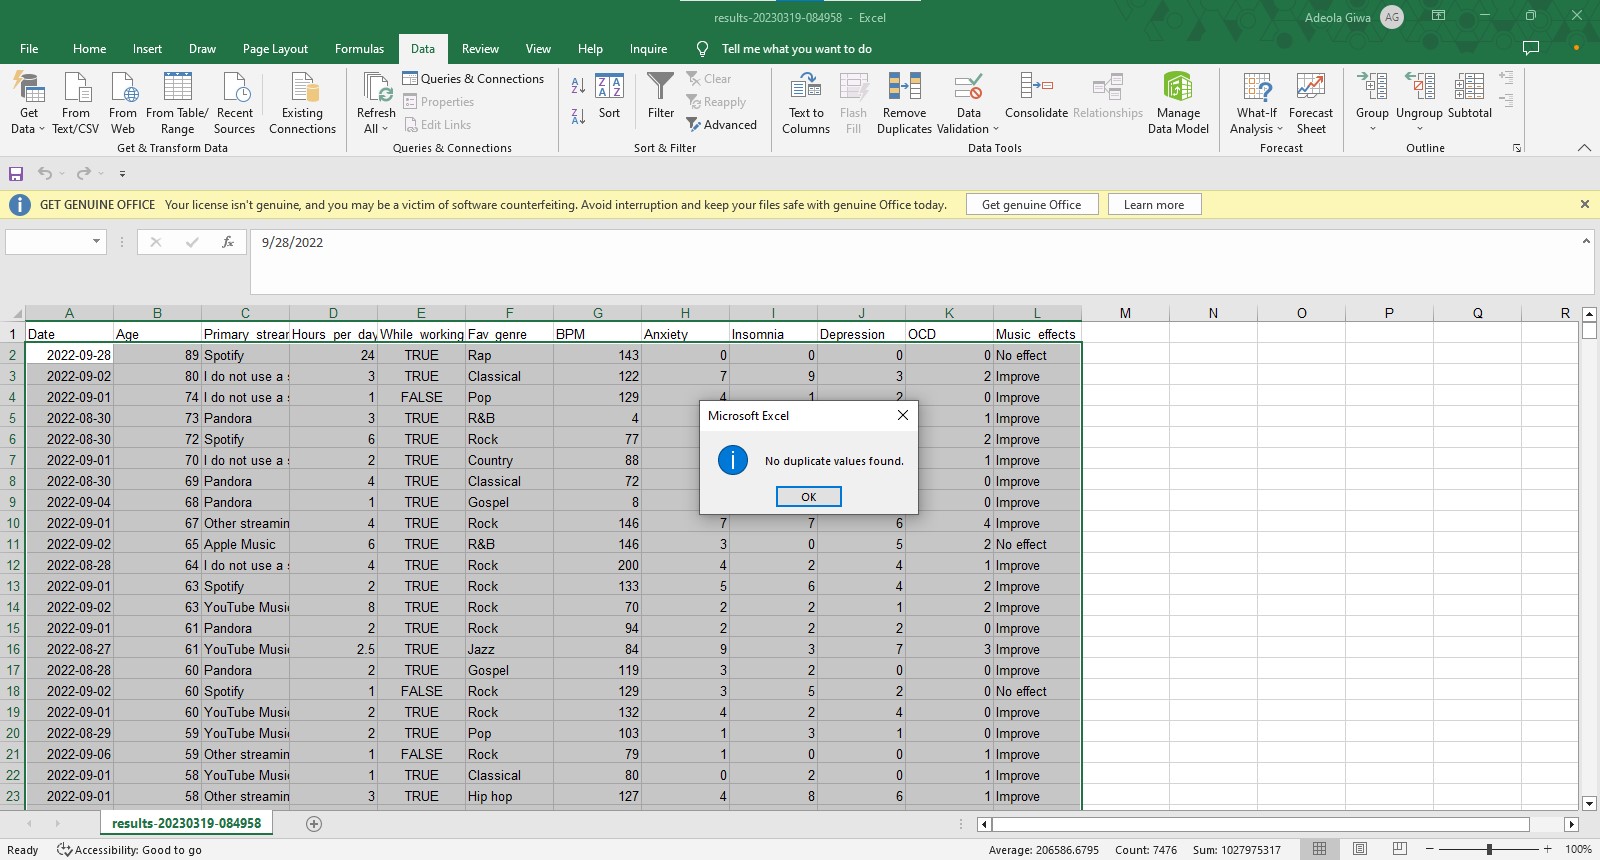 results-20230319-084958 - Excel
Adeola Giwa AG
File Home Insert Draw Page Layout Formulas Data Review View Help Inquire Tell me what you want to do
Get Data From Text/CSV From Web From Table/ Range Recent Sources Existing Connections
Get & Transform Data
Refresh All Queries & Connections
Properties
Edit Links
Queries & Connections
Sort Filter Clear
Reapply
Advanced
Sort & Filter
Text to Columns Flash Fill Remove Duplicates Data Validation Consolidate Relationships Manage Data Model
Data Tools
What-If Analysis Forecast Sheet
Forecast
Group Ungroup Subtotal
Outline
GET GENUINE OFFICE Your license isn't genuine, and you may be a victim of software counterfeiting. Avoid interruption and keep your files safe with genuine Office today. Get genuine Office Learn more
fx 9/28/2022
A B C D E F G H I J K L M N O P Q R
1 Date Age Primary strear Hours per day While working Fav genre BPM Anxiety Insomnia Depression OCD Music effects
2 2022-09-28 89 Spotify 24 TRUE Rap 143 0 0 0 0 No effect
3 2022-09-02 80 I do not use a s 3 TRUE Classical 122 7 9 3 2 Improve
4 2022-09-01 74 I do not use a s 1 FALSE Pop 129 4 1 2 0 Improve
5 2022-08-30 73 Pandora 3 TRUE R&B 4 1 Improve
6 2022-08-30 72 Spotify 6 TRUE Rock 77 2 Improve
7 2022-09-01 70 I do not use a s 2 TRUE Country 88 1 Improve
8 2022-08-30 69 Pandora 4 TRUE Classical 72 0 Improve
9 2022-09-04 68 Pandora 1 TRUE Gospel 8 0 Improve
10 2022-09-01 67 Other streamin 4 TRUE Rock 146 7 7 6 4 Improve
11 2022-09-02 65 Apple Music 6 TRUE R&B 146 3 0 5 2 No effect
12 2022-08-28 64 I do not use a s 4 TRUE Rock 200 4 2 4 1 Improve
13 2022-09-01 63 Spotify 2 TRUE Rock 133 5 6 4 2 Improve
14 2022-09-02 63 YouTube Musi 8 TRUE Rock 70 2 2 1 2 Improve
15 2022-09-01 61 Pandora 2 TRUE Rock 94 2 2 2 0 Improve
16 2022-08-27 61 YouTube Musi 2.5 TRUE Jazz 84 9 3 7 3 Improve
17 2022-08-28 60 Pandora 2 TRUE Gospel 119 3 2 0 0 Improve
18 2022-09-02 60 Spotify 1 FALSE Rock 129 3 5 2 0 No effect
19 2022-09-01 60 YouTube Musi 2 TRUE Rock 132 4 2 4 0 Improve
20 2022-08-29 59 YouTube Musi 2 TRUE Pop 103 1 3 1 0 Improve
21 2022-09-06 59 Other streamin 1 FALSE Rock 79 1 0 0 1 Improve
22 2022-09-01 58 YouTube Musi 1 TRUE Classical 80 0 2 0 1 Improve
23 2022-09-01 58 Other streamin 3 TRUE Hip hop 127 4 8 6 1 Improve
Microsoft Excel
No duplicate values found.
OK
results-20230319-084958
Ready Accessibility: Good to go Average: 206586.6795 Count: 7476 Sum: 1027975317 100%